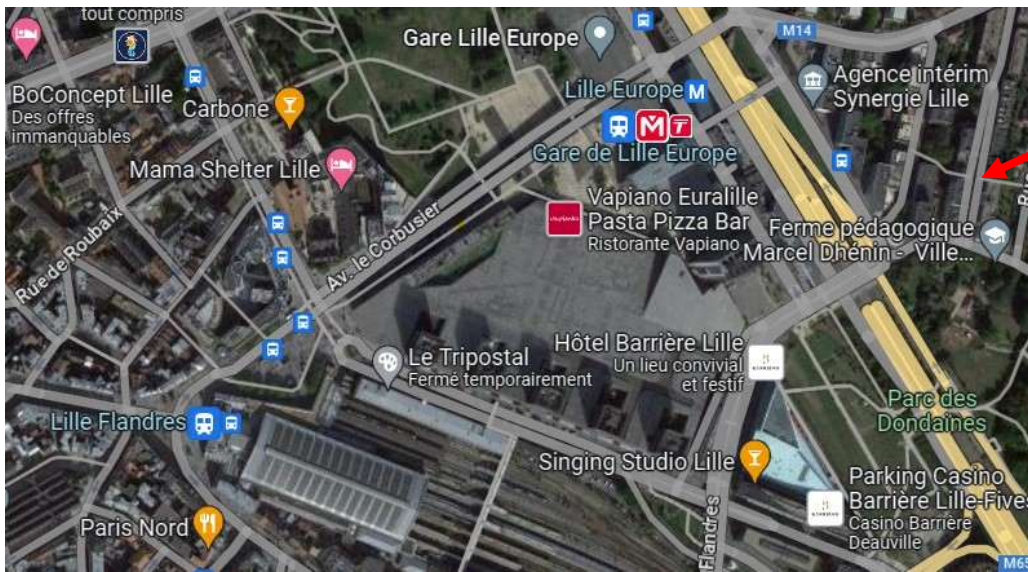 tout compris
BoConcept Lille
Des offres
immanquables
Carbone
Mama Shelter Lille
Rue de Roubaix
Av. le Corbusier
Gare Lille Europe
M14
Lille Europe M
M T
Gare de Lille Europe
Agence intérim
Synergie Lille
Vapiano Euralille
Pasta Pizza Bar
Ristorante Vapiano
Ferme pédagogique
Marcel Dhénin - Ville...
Hôtel Barrière Lille
Un lieu convivial
et festif
Le Tripostal
Fermé temporairement
Lille Flandres
Parc des
Dondaines
Singing Studio Lille
Parking Casino
Barrière Lille-Fives
Casino Barrière
Deauville
Paris Nord
Flandres